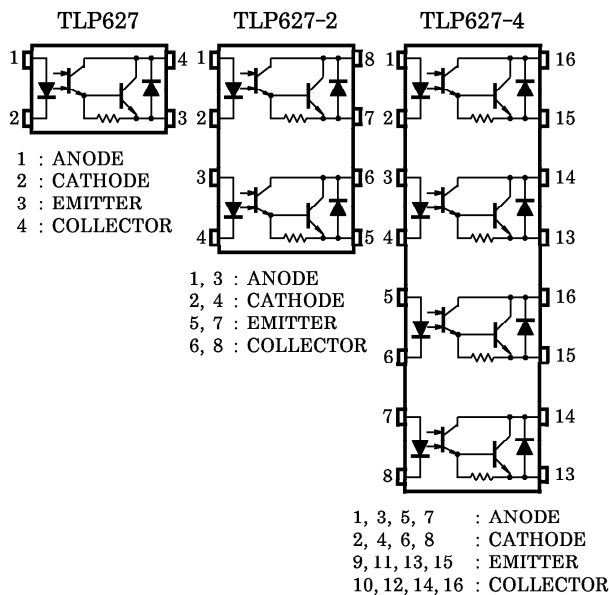 TLP627
TLP627-2
TLP627-4
1
4
2
3
1 : ANODE
2 : CATHODE
3 : EMITTER
4 : COLLECTOR
1
8
2
7
3
6
4
5
1, 3 : ANODE
2, 4 : CATHODE
5, 7 : EMITTER
6, 8 : COLLECTOR
1
16
2
15
3
14
4
13
5
16
6
15
7
14
8
13
1, 3, 5, 7 : ANODE
2, 4, 6, 8 : CATHODE
9, 11, 13, 15 : EMITTER
10, 12, 14, 16 : COLLECTOR